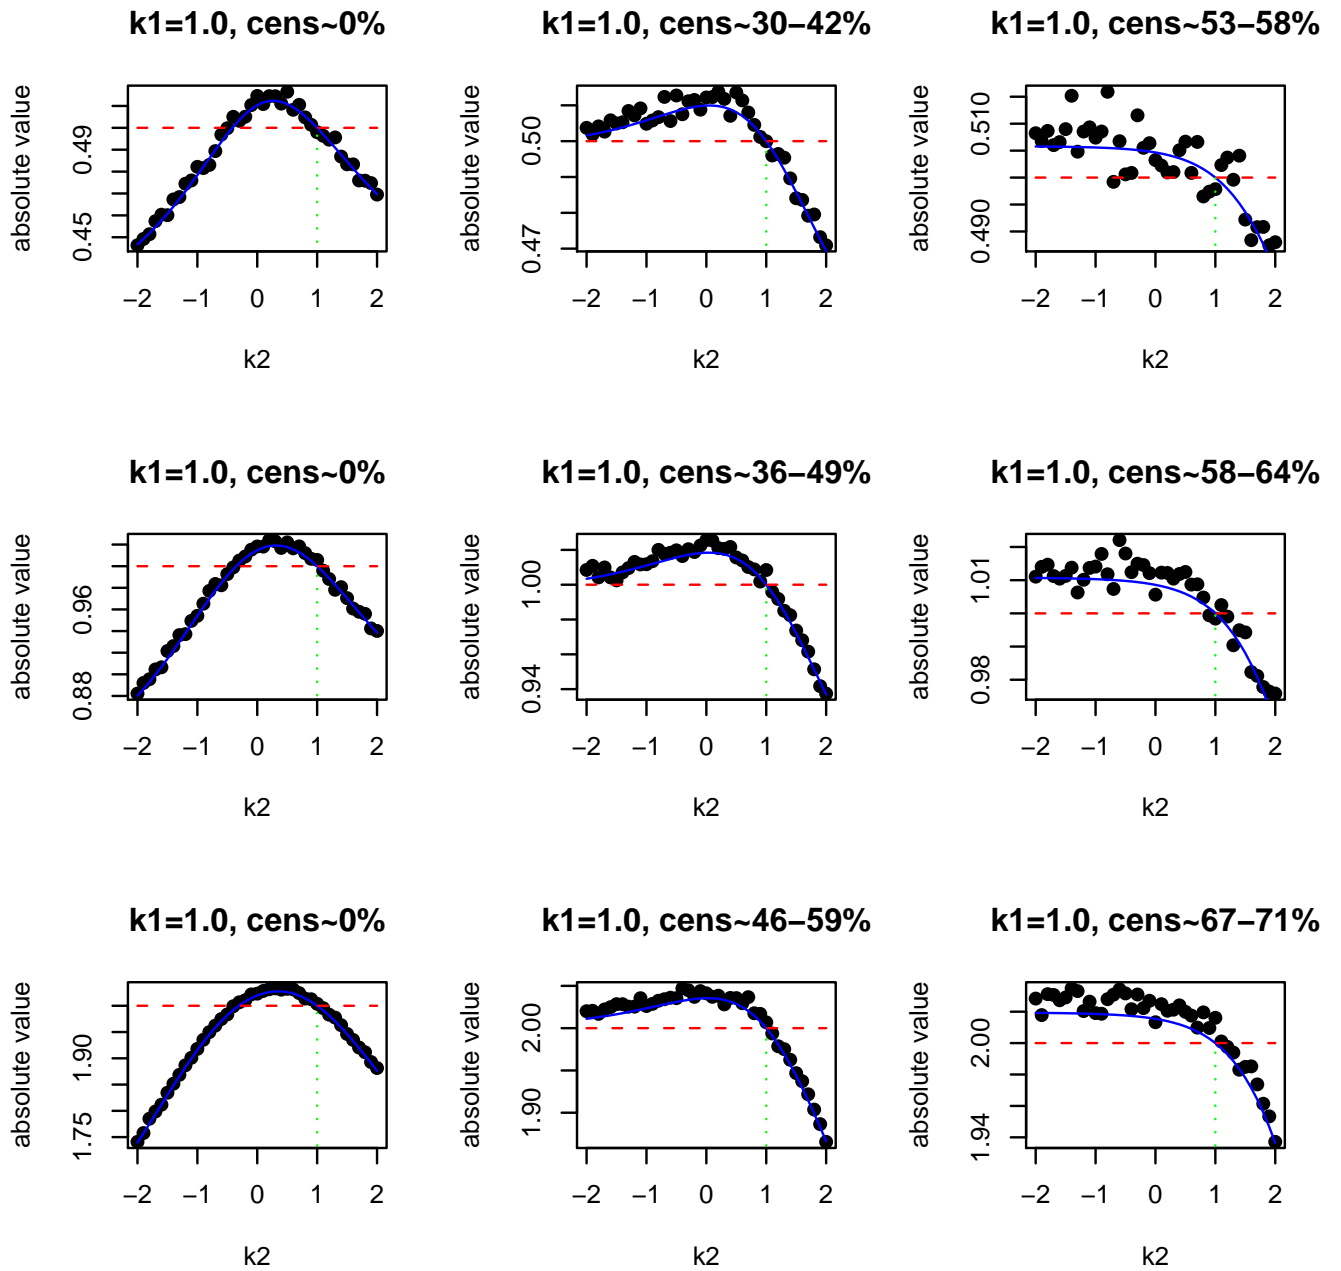 k1=1.0, cens~0%
absolute value
0.45 0.49
−2 −1 0 1 2
k2
k1=1.0, cens~30−42%
absolute value
0.47 0.50
−2 −1 0 1 2
k2
k1=1.0, cens~53−58%
absolute value
0.490 0.510
−2 −1 0 1 2
k2
k1=1.0, cens~0%
absolute value
0.88 0.96
−2 −1 0 1 2
k2
k1=1.0, cens~36−49%
absolute value
0.94 1.00
−2 −1 0 1 2
k2
k1=1.0, cens~58−64%
absolute value
0.98 1.01
−2 −1 0 1 2
k2
k1=1.0, cens~0%
absolute value
1.75 1.90
−2 −1 0 1 2
k2
k1=1.0, cens~46−59%
absolute value
1.90 2.00
−2 −1 0 1 2
k2
k1=1.0, cens~67−71%
absolute value
1.94 2.00
−2 −1 0 1 2
k2